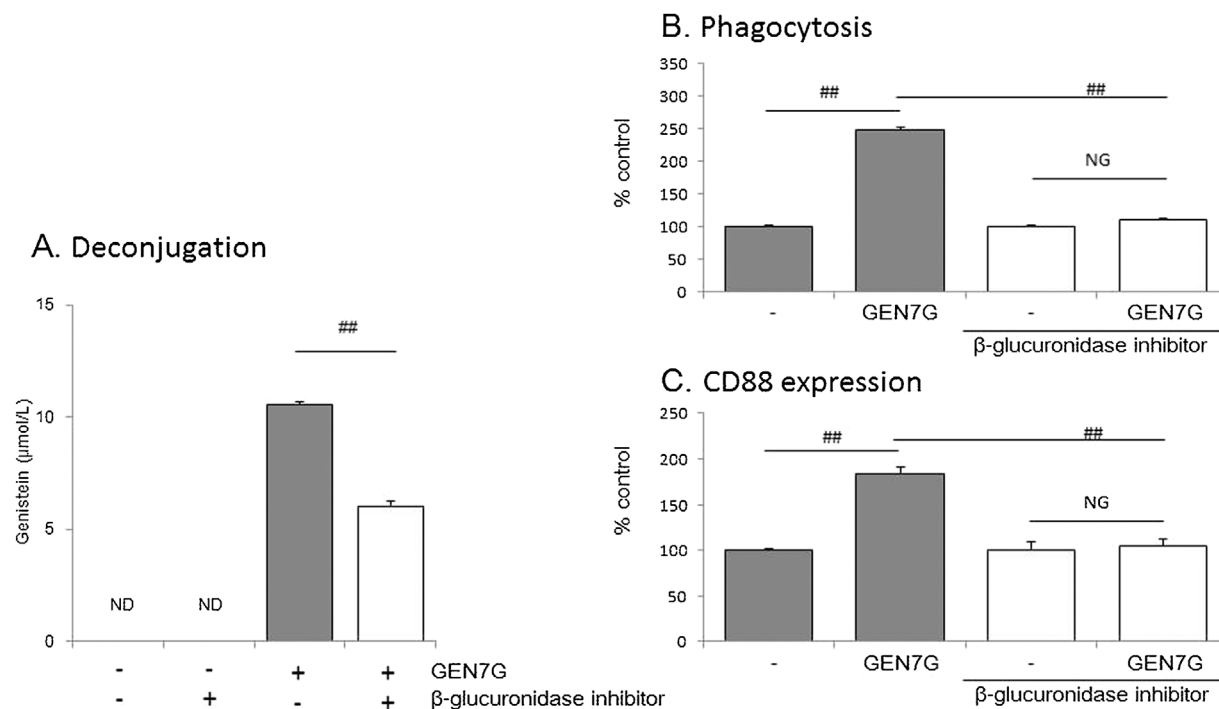 B. Phagocytosis
350
300
250
200
150
100
50
0
% control
##
##
NG
- GEN7G - GEN7G
β-glucuronidase inhibitor
A. Deconjugation
15
10
5
0
Genistein (µmol/L)
##
ND ND
- - + + GEN7G
- + - + β-glucuronidase inhibitor
C. CD88 expression
250
200
150
100
50
0
% control
##
##
NG
- GEN7G - GEN7G
β-glucuronidase inhibitor